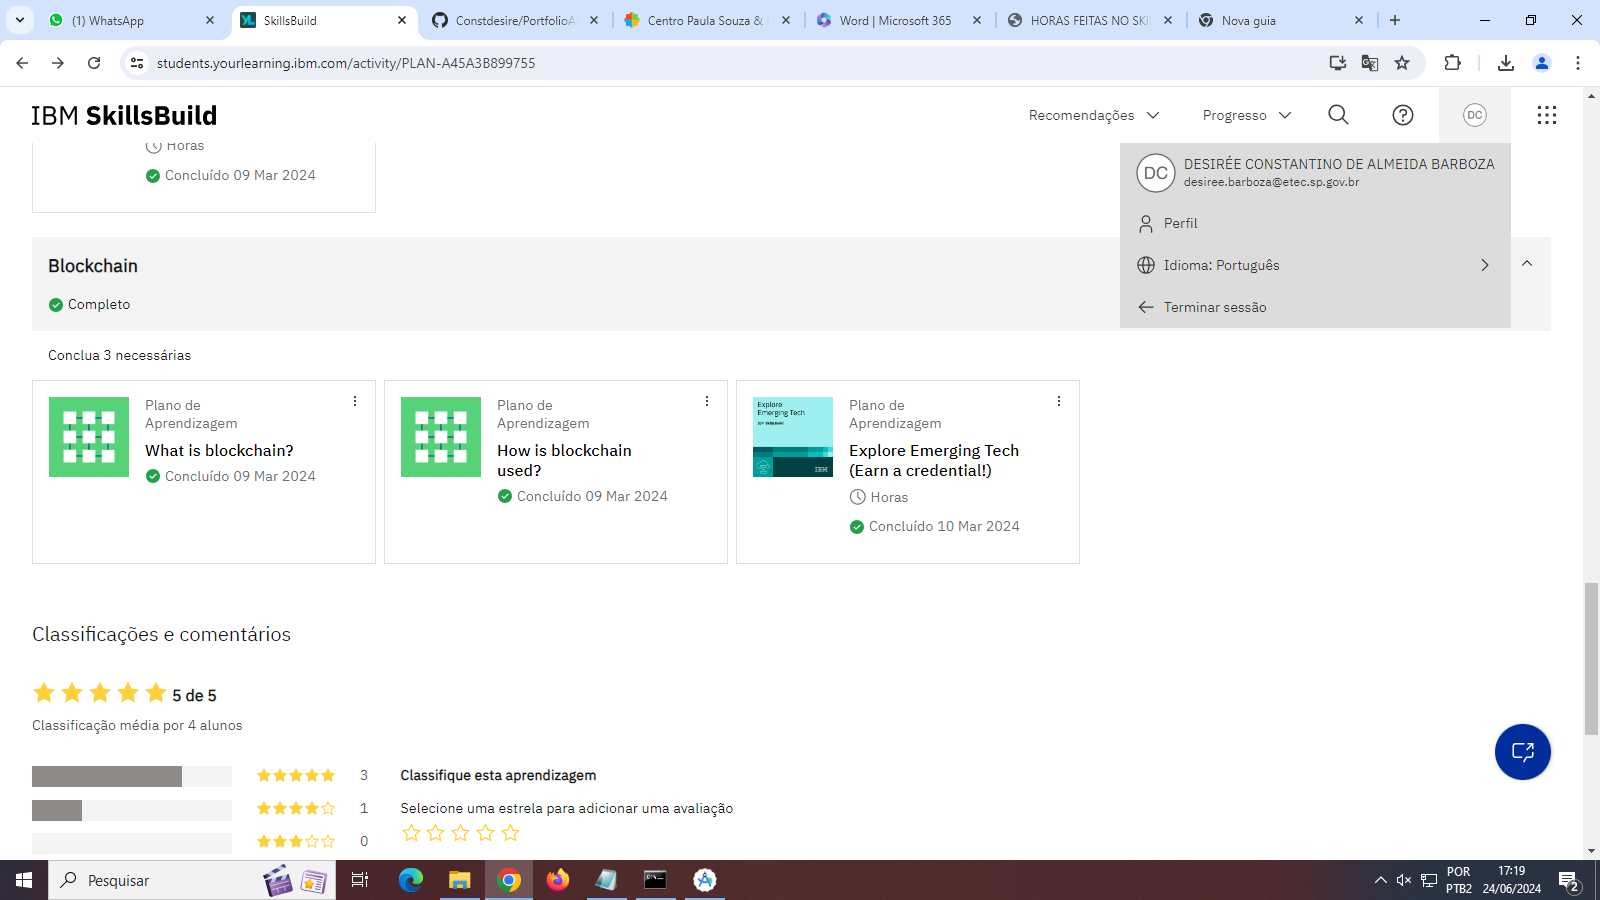 (1) WhatsApp
SkillsBuild
Constdesire/PortfolioA
Centro Paula Souza &
Word | Microsoft 365
HORAS FEITAS NO SKI
Nova guia
students.yourlearning.ibm.com/activity/PLAN-A45A3B899755
IBM SkillsBuild
Recomendações
Progresso
DC
DC
DESIRÉE CONSTANTINO DE ALMEIDA BARBOZA
desiree.barboza@etec.sp.gov.br
Perfil
Idioma: Português
Terminar sessão
Horas
Concluído 09 Mar 2024
Blockchain
Completo
Conclua 3 necessárias
Plano de
Aprendizagem
What is blockchain?
Concluído 09 Mar 2024
Plano de
Aprendizagem
How is blockchain
used?
Concluído 09 Mar 2024
Explore
Emerging Tech
IBM SkillsBuild
IBM
Plano de
Aprendizagem
Explore Emerging Tech
(Earn a credential!)
Horas
Concluído 10 Mar 2024
Classificações e comentários
5 de 5
Classificação média por 4 alunos
3
1
0
Classifique esta aprendizagem
Selecione uma estrela para adicionar uma avaliação
Pesquisar
POR
PTB2
17:19
24/06/2024
2